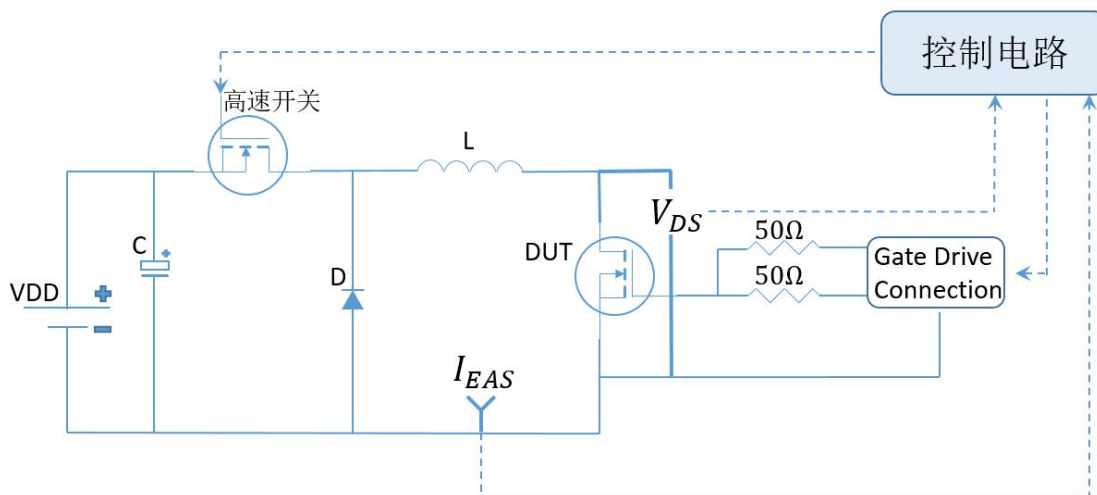 控制电路
高速开关
L
V_DS
50Ω
C
DUT
50Ω
Gate Drive
Connection
D
VDD
I_EAS